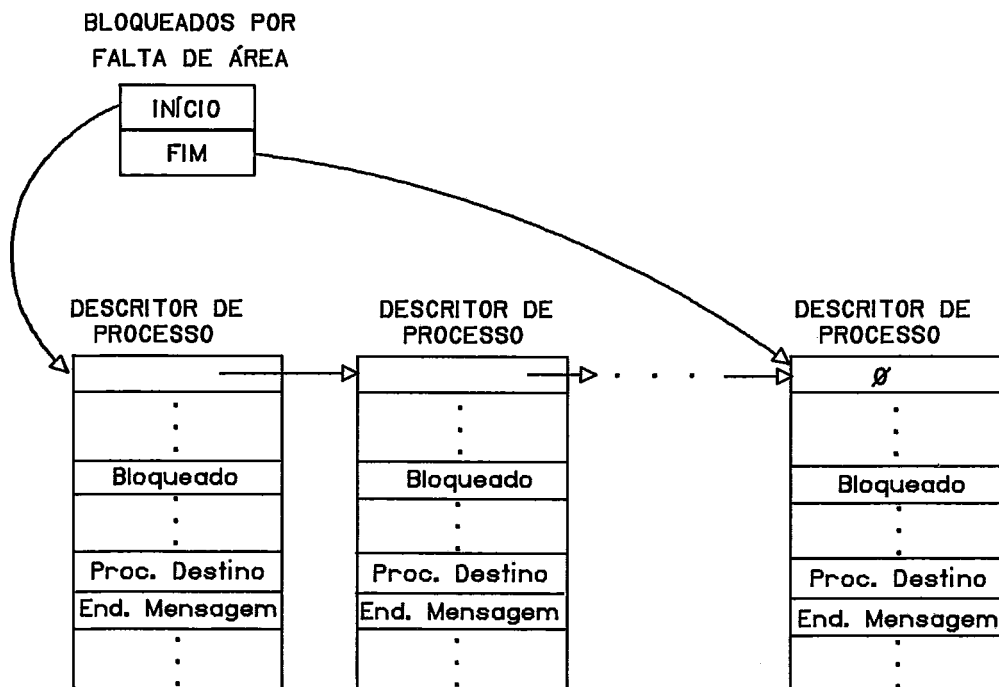 BLOQUEADOS POR
FALTA DE ÁREA
INÍCIO
FIM
DESCRITOR DE
PROCESSO
DESCRITOR DE
PROCESSO
DESCRITOR DE
PROCESSO
Ø
Bloqueado
Bloqueado
Bloqueado
Proc. Destino
Proc. Destino
Proc. Destino
End. Mensagem
End. Mensagem
End. Mensagem